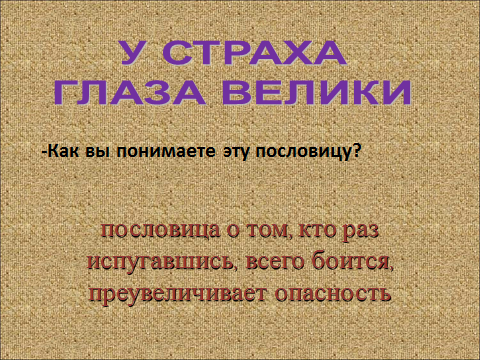 У СТРАХА
ГЛАЗА ВЕЛИКИ
-Как вы понимаете эту пословицу?
пословица о том, кто раз
испугавшись, всего боится,
преувеличивает опасность